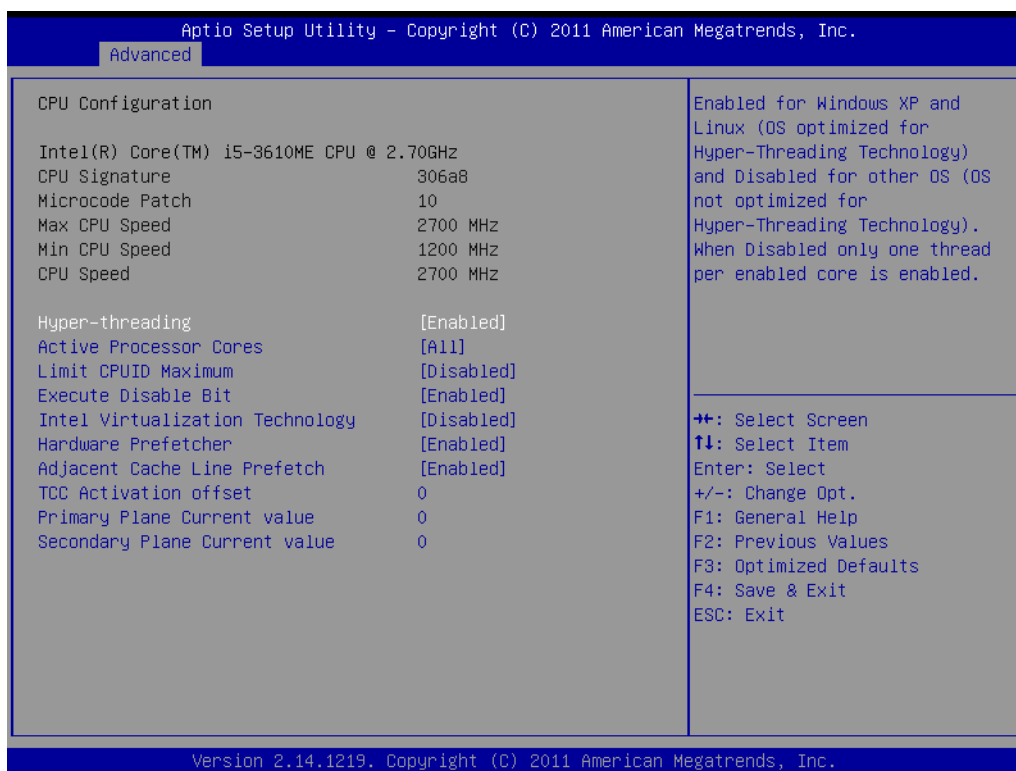 Aptio Setup Utility - Copyright (C) 2011 American Megatrends, Inc.
Advanced
CPU Configuration
Intel(R) Core(TM) i5-3610ME CPU @ 2.70GHz
CPU Signature 306a8
Microcode Patch 10
Max CPU Speed 2700 MHz
Min CPU Speed 1200 MHz
CPU Speed 2700 MHz
Hyper-threading [Enabled]
Active Processor Cores [All]
Limit CPUID Maximum [Disabled]
Execute Disable Bit [Enabled]
Intel Virtualization Technology [Disabled]
Hardware Prefetcher [Enabled]
Adjacent Cache Line Prefetch [Enabled]
TCC Activation offset 0
Primary Plane Current value 0
Secondary Plane Current value 0
Enabled for Windows XP and
Linux (OS optimized for
Hyper-Threading Technology)
and Disabled for other OS (OS
not optimized for
Hyper-Threading Technology).
When Disabled only one thread
per enabled core is enabled.
→←: Select Screen
↑↓: Select Item
Enter: Select
+/-: Change Opt.
F1: General Help
F2: Previous Values
F3: Optimized Defaults
F4: Save & Exit
ESC: Exit
Version 2.14.1219. Copyright (C) 2011 American Megatrends, Inc.